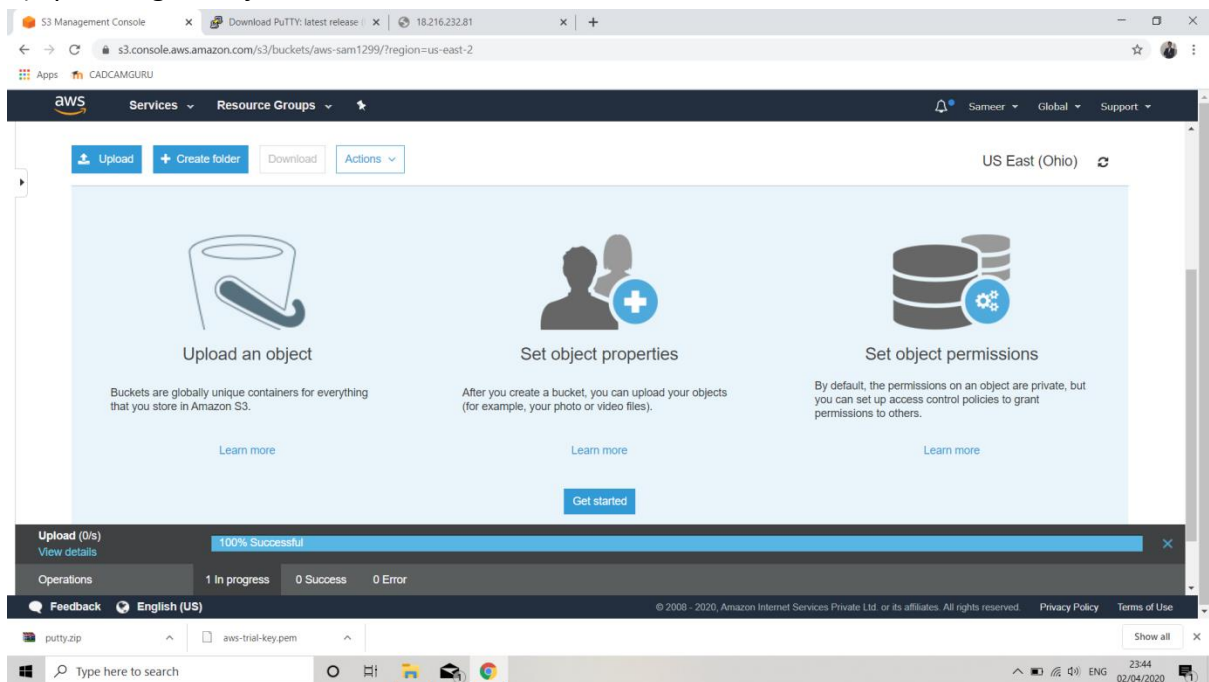 S3 Management Console
Download PuTTY: latest release (
18.216.232.81
s3.console.aws.amazon.com/s3/buckets/aws-sam1299/?region=us-east-2
Apps CADCAMGURU
aws Services Resource Groups Sameer Global Support
Upload Create folder Download Actions US East (Ohio)
Upload an object
Buckets are globally unique containers for everything
that you store in Amazon S3.
Learn more
Set object properties
After you create a bucket, you can upload your objects
(for example, your photo or video files).
Learn more
Set object permissions
By default, the permissions on an object are private, but
you can set up access control policies to grant
permissions to others.
Learn more
Get started
Upload (0/s)
View details
100% Successful
Operations 1 In progress 0 Success 0 Error
Feedback English (US) © 2008 - 2020, Amazon Internet Services Private Ltd. or its affiliates. All rights reserved. Privacy Policy Terms of Use
putty.zip aws-trial-key.pem Show all
Type here to search ENG 23:44
02/04/2020